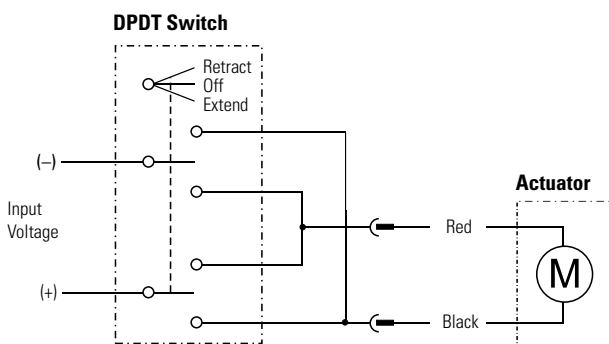 DPDT Switch
Retract
Off
Extend
(–)
Input
Voltage
(+)
Actuator
Red
M
Black